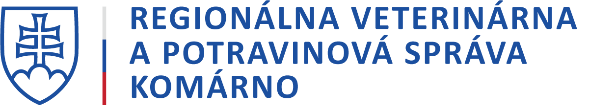 REGIONÁLNA VETERINÁRNA
A POTRAVINOVÁ SPRÁVA
KOMÁRNO